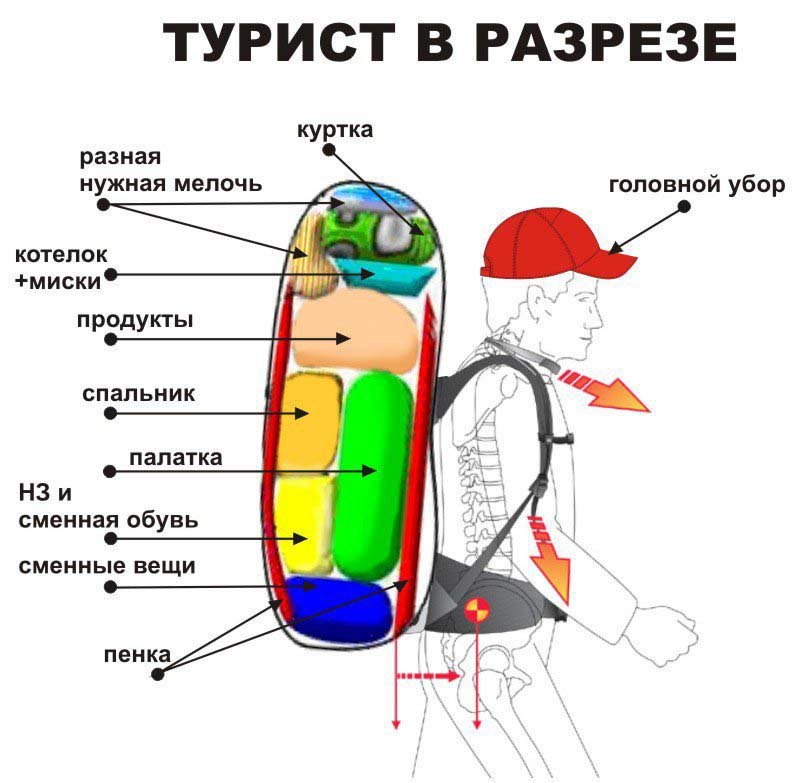 ТУРИСТ В РАЗРЕЗЕ
куртка
разная
нужная мелочь
головной убор
котелок
+миски
продукты
спальник
палатка
НЗ и
сменная обувь
сменные вещи
пенка